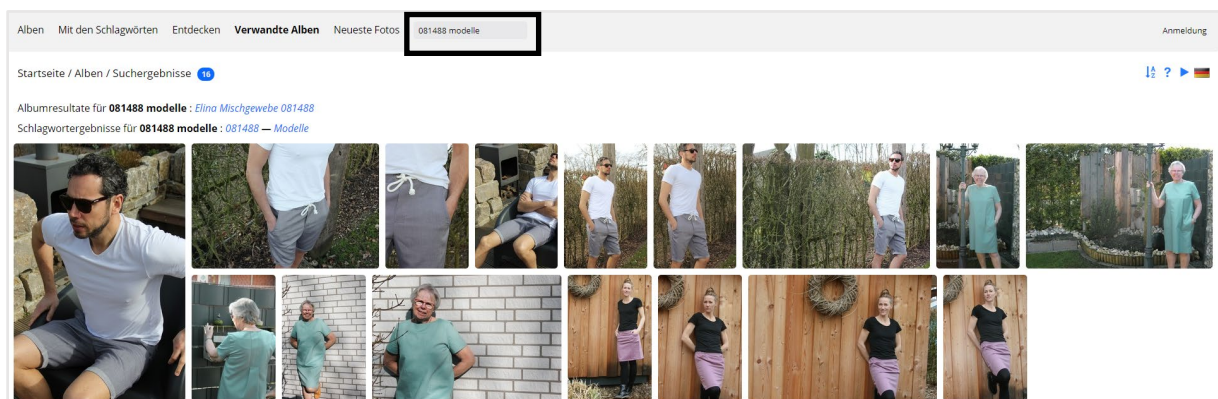 Alben Mit den Schlagwörten Entdecken Verwandte Alben Neueste Fotos 081488 modelle Anmeldung
Startseite / Alben / Suchergebnisse 16
Albumresultate für 081488 modelle : Elina Mischgewebe 081488
Schlagwortergebnisse für 081488 modelle : 081488 — Modelle